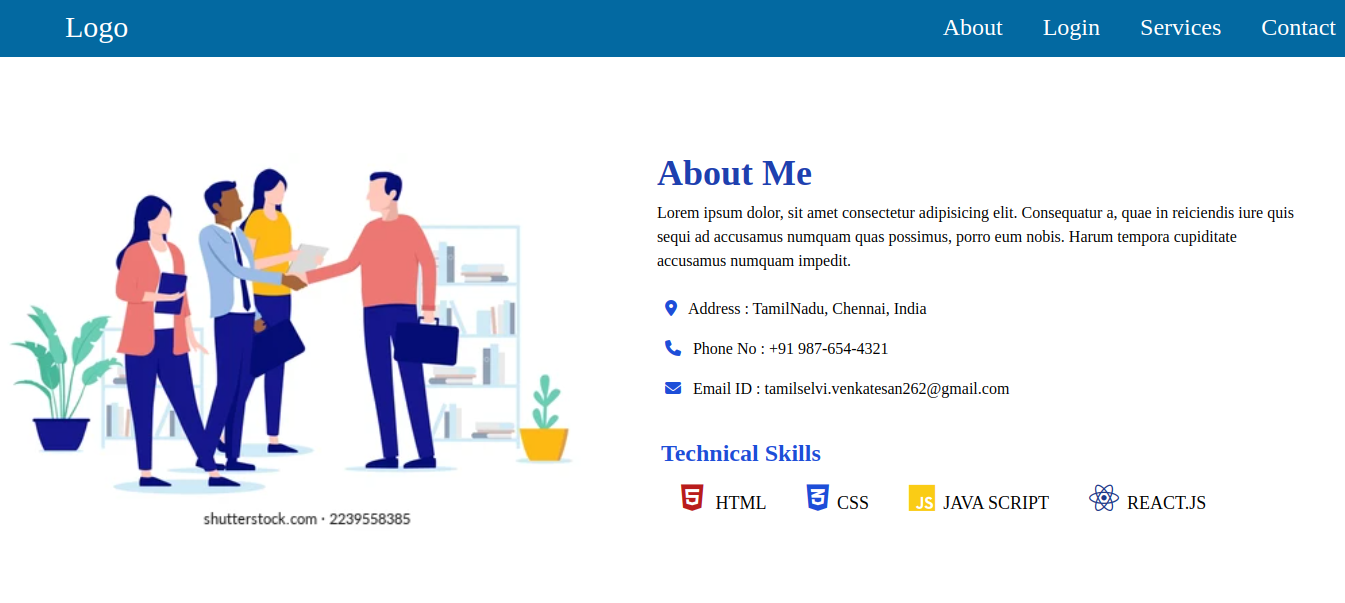 Logo
About Login Services Contact
About Me
Lorem ipsum dolor, sit amet consectetur adipisicing elit. Consequatur a, quae in reiciendis iure quis
sequi ad accusamus numquam quas possimus, porro eum nobis. Harum tempora cupiditate
accusamus numquam impedit.
Address : TamilNadu, Chennai, India
Phone No : +91 987-654-4321
Email ID : tamilselvi.venkatesan262@gmail.com
Technical Skills
HTML CSS JS JAVA SCRIPT REACT.JS
shutterstock.com · 2239558385